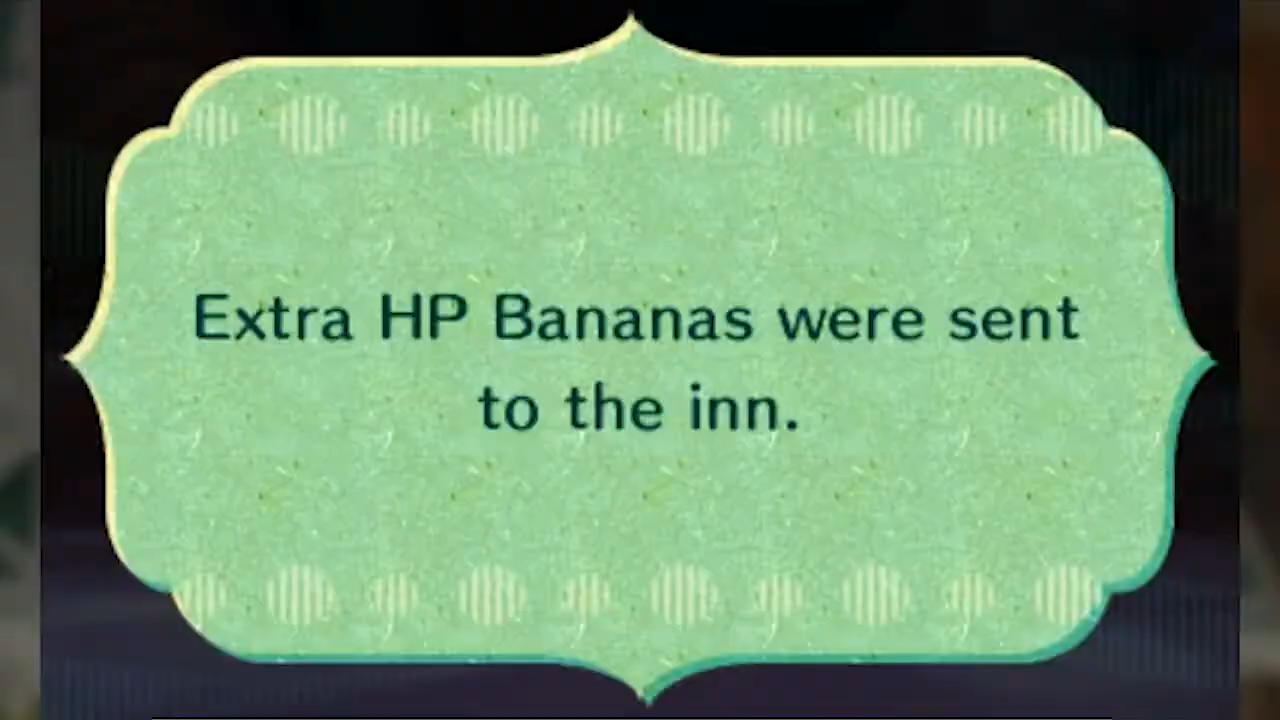 Extra HP Bananas were sent
to the inn.